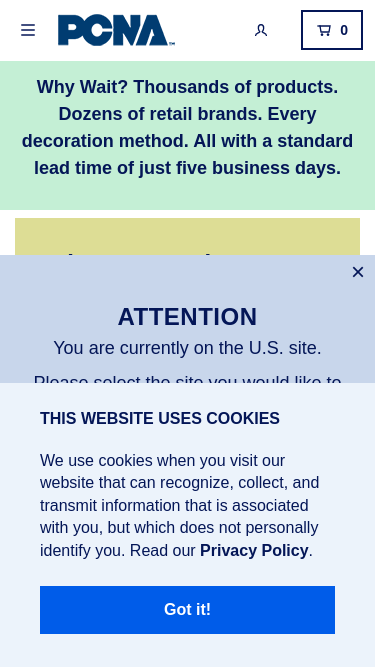 PCNA
0
Why Wait? Thousands of products.
Dozens of retail brands. Every
decoration method. All with a standard
lead time of just five business days.
ATTENTION
You are currently on the U.S. site.
Please select the site you would like to
THIS WEBSITE USES COOKIES
We use cookies when you visit our
website that can recognize, collect, and
transmit information that is associated
with you, but which does not personally
identify you. Read our Privacy Policy.
Got it!